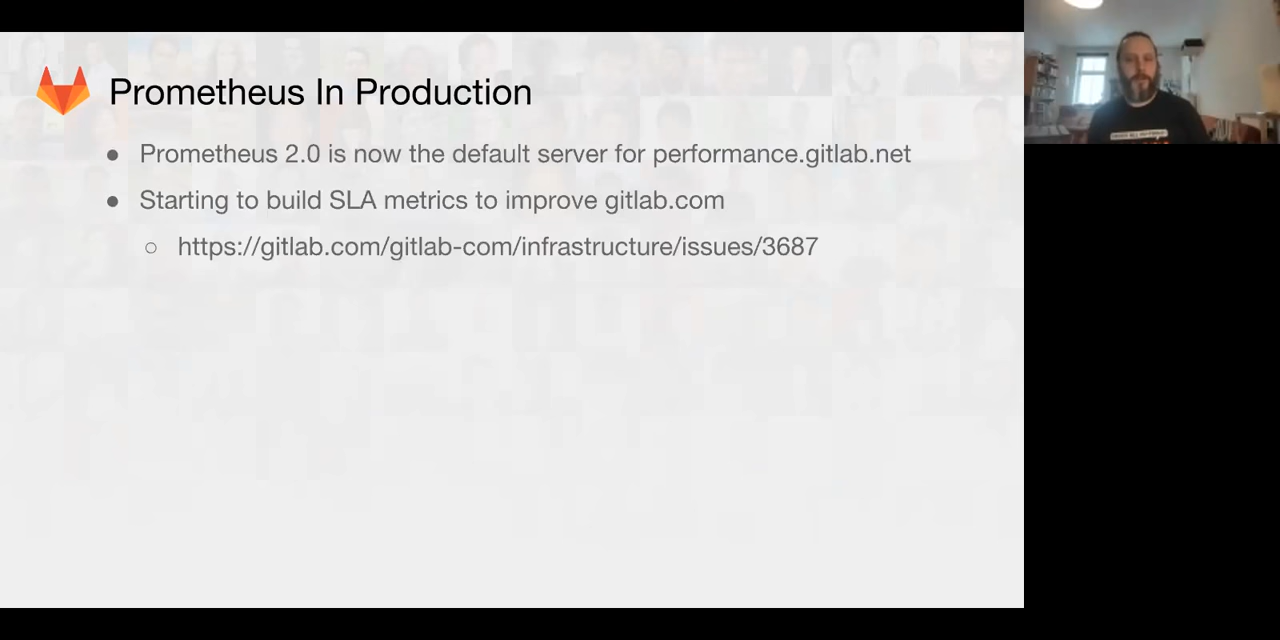 Prometheus In Production
● Prometheus 2.0 is now the default server for performance.gitlab.net
● Starting to build SLA metrics to improve gitlab.com
○ https://gitlab.com/gitlab-com/infrastructure/issues/3687